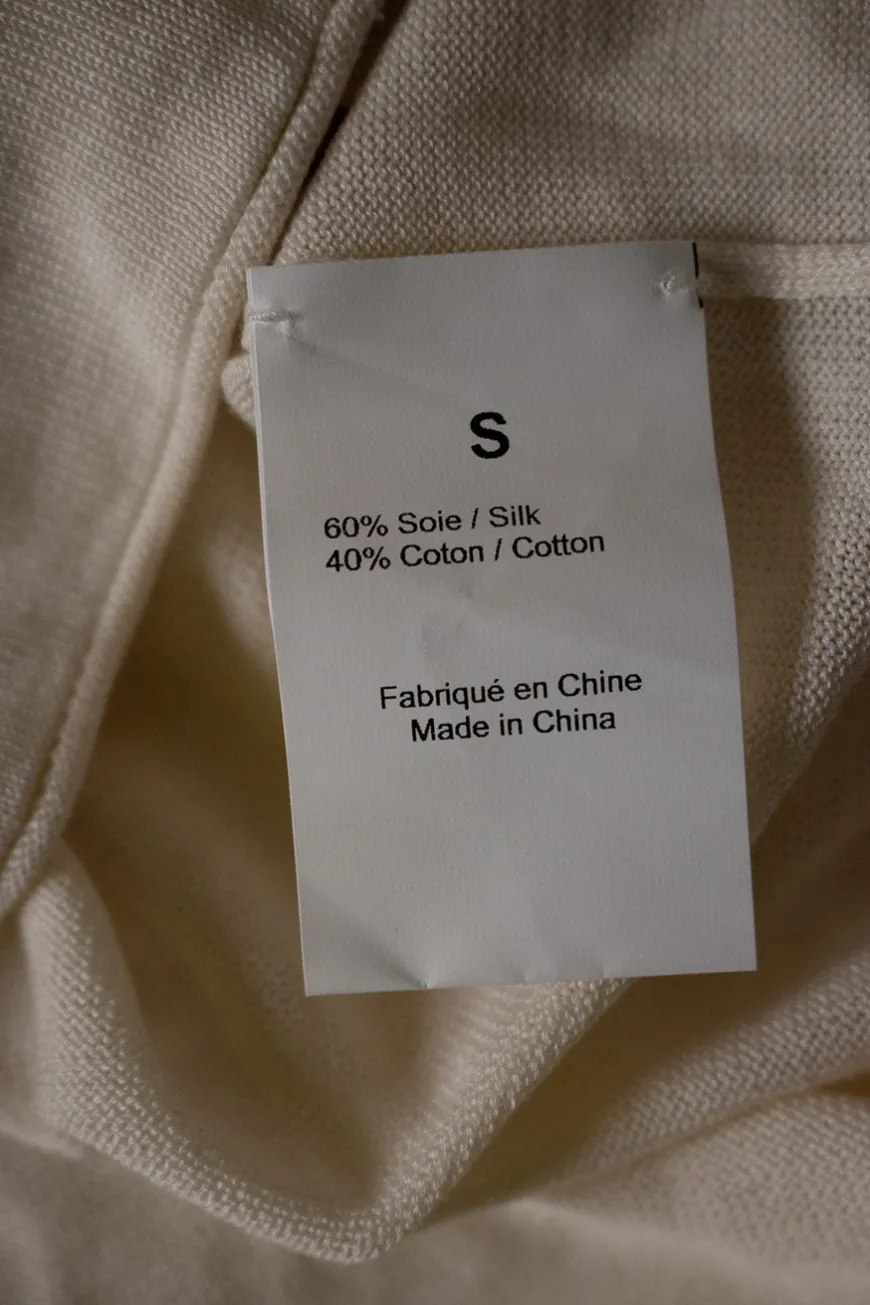 S
60% Soie / Silk
40% Coton / Cotton
Fabriqué en Chine
Made in China